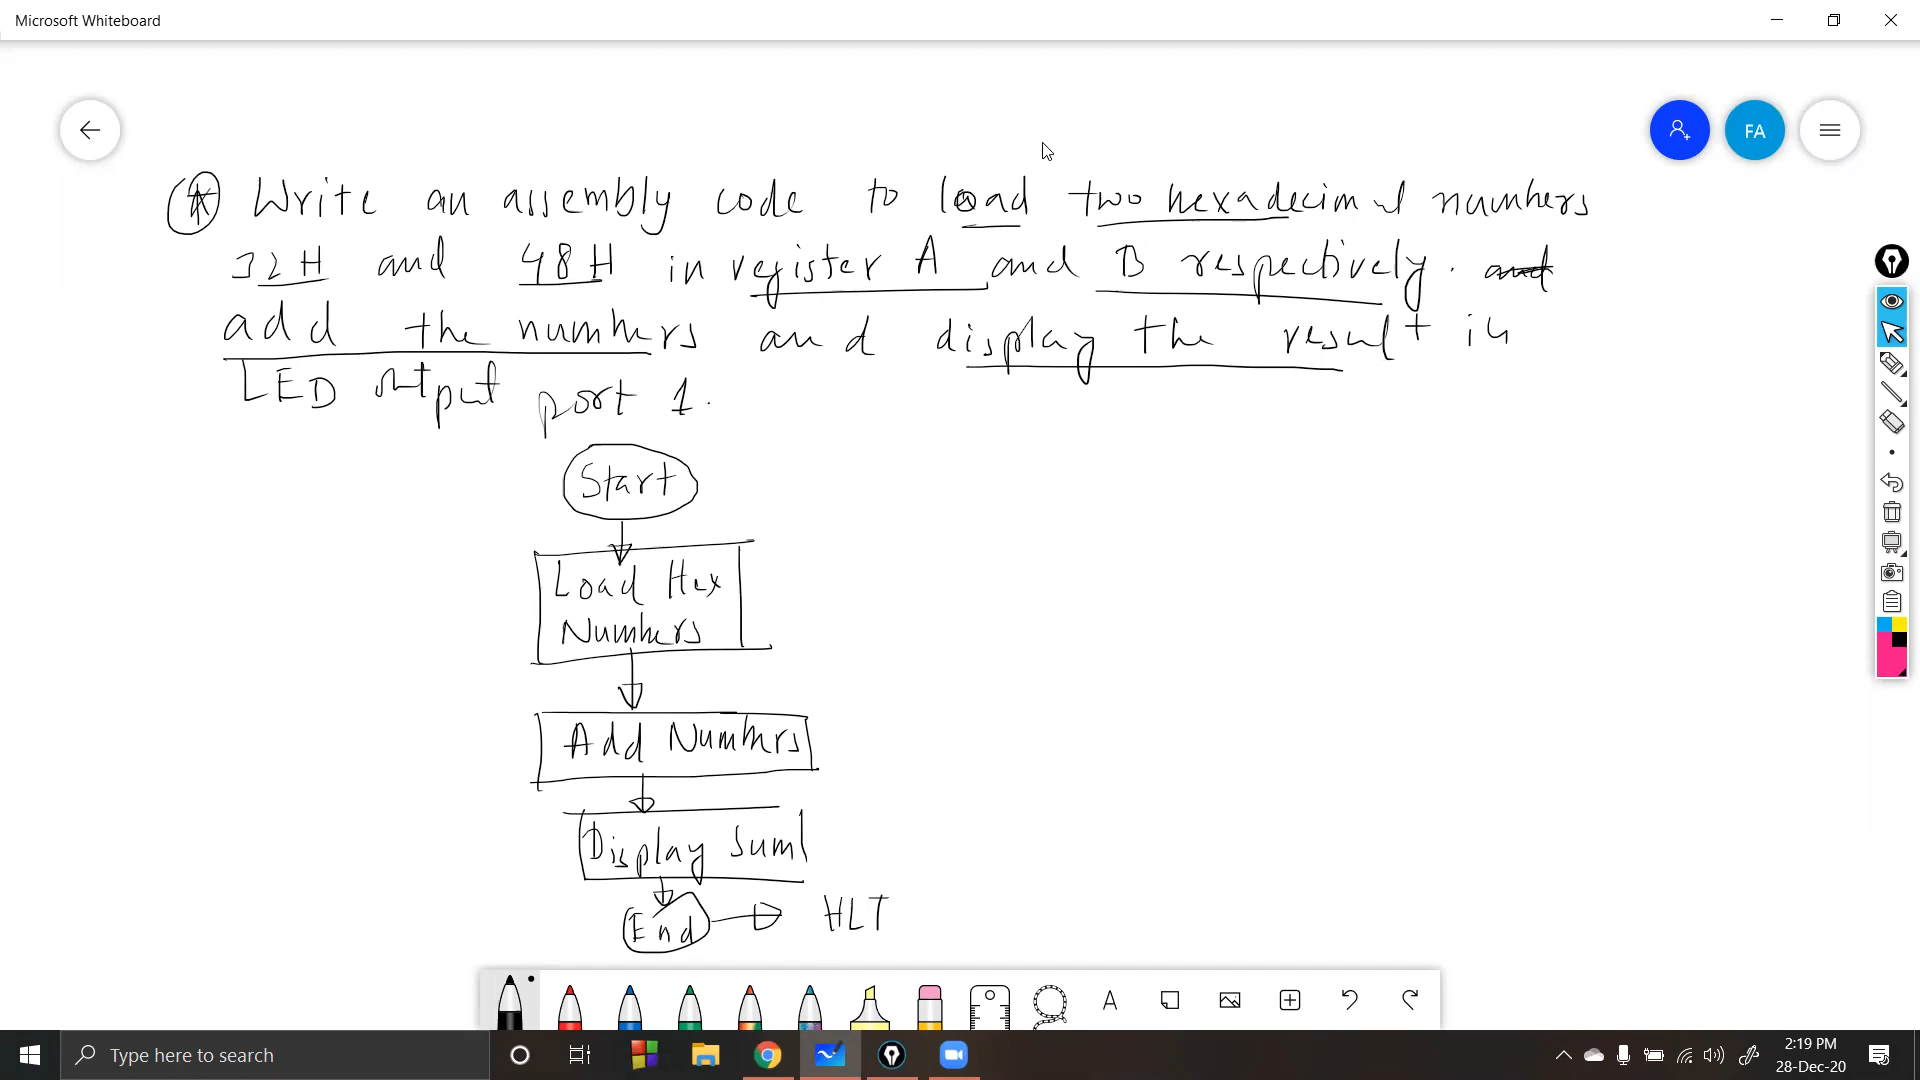 Microsoft Whiteboard
FA
* Write an assembly code to load two hexadecimal numbers
32H and 48H in register A and B respectively. and
add the numbers and display the result in
LED output port 1.
Start
Load Hex
Numbers
Add Numbers
Display Sum
End
HLT
A
Type here to search
2:19 PM
28-Dec-20